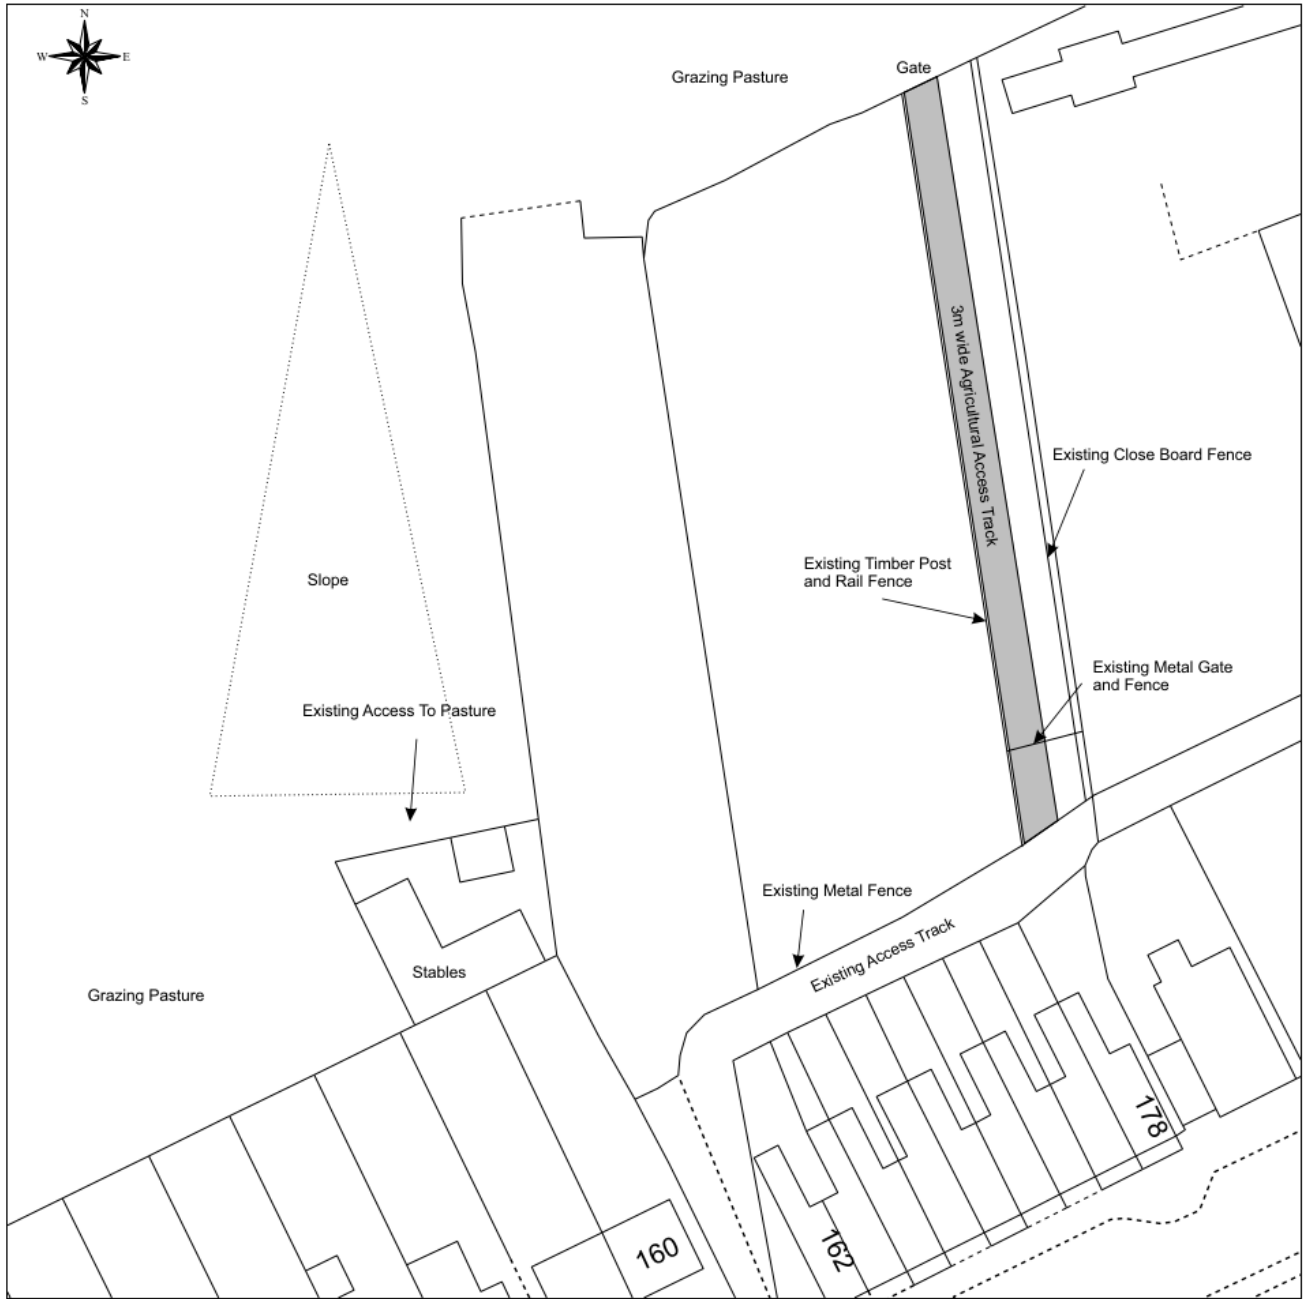 N
W E
S
Gate
Grazing Pasture
3m wide Agricultural Access Track
Existing Close Board Fence
Existing Timber Post
and Rail Fence
Slope
Existing Metal Gate
and Fence
Existing Access To Pasture
Existing Metal Fence
Existing Access Track
Stables
Grazing Pasture
178
162
160